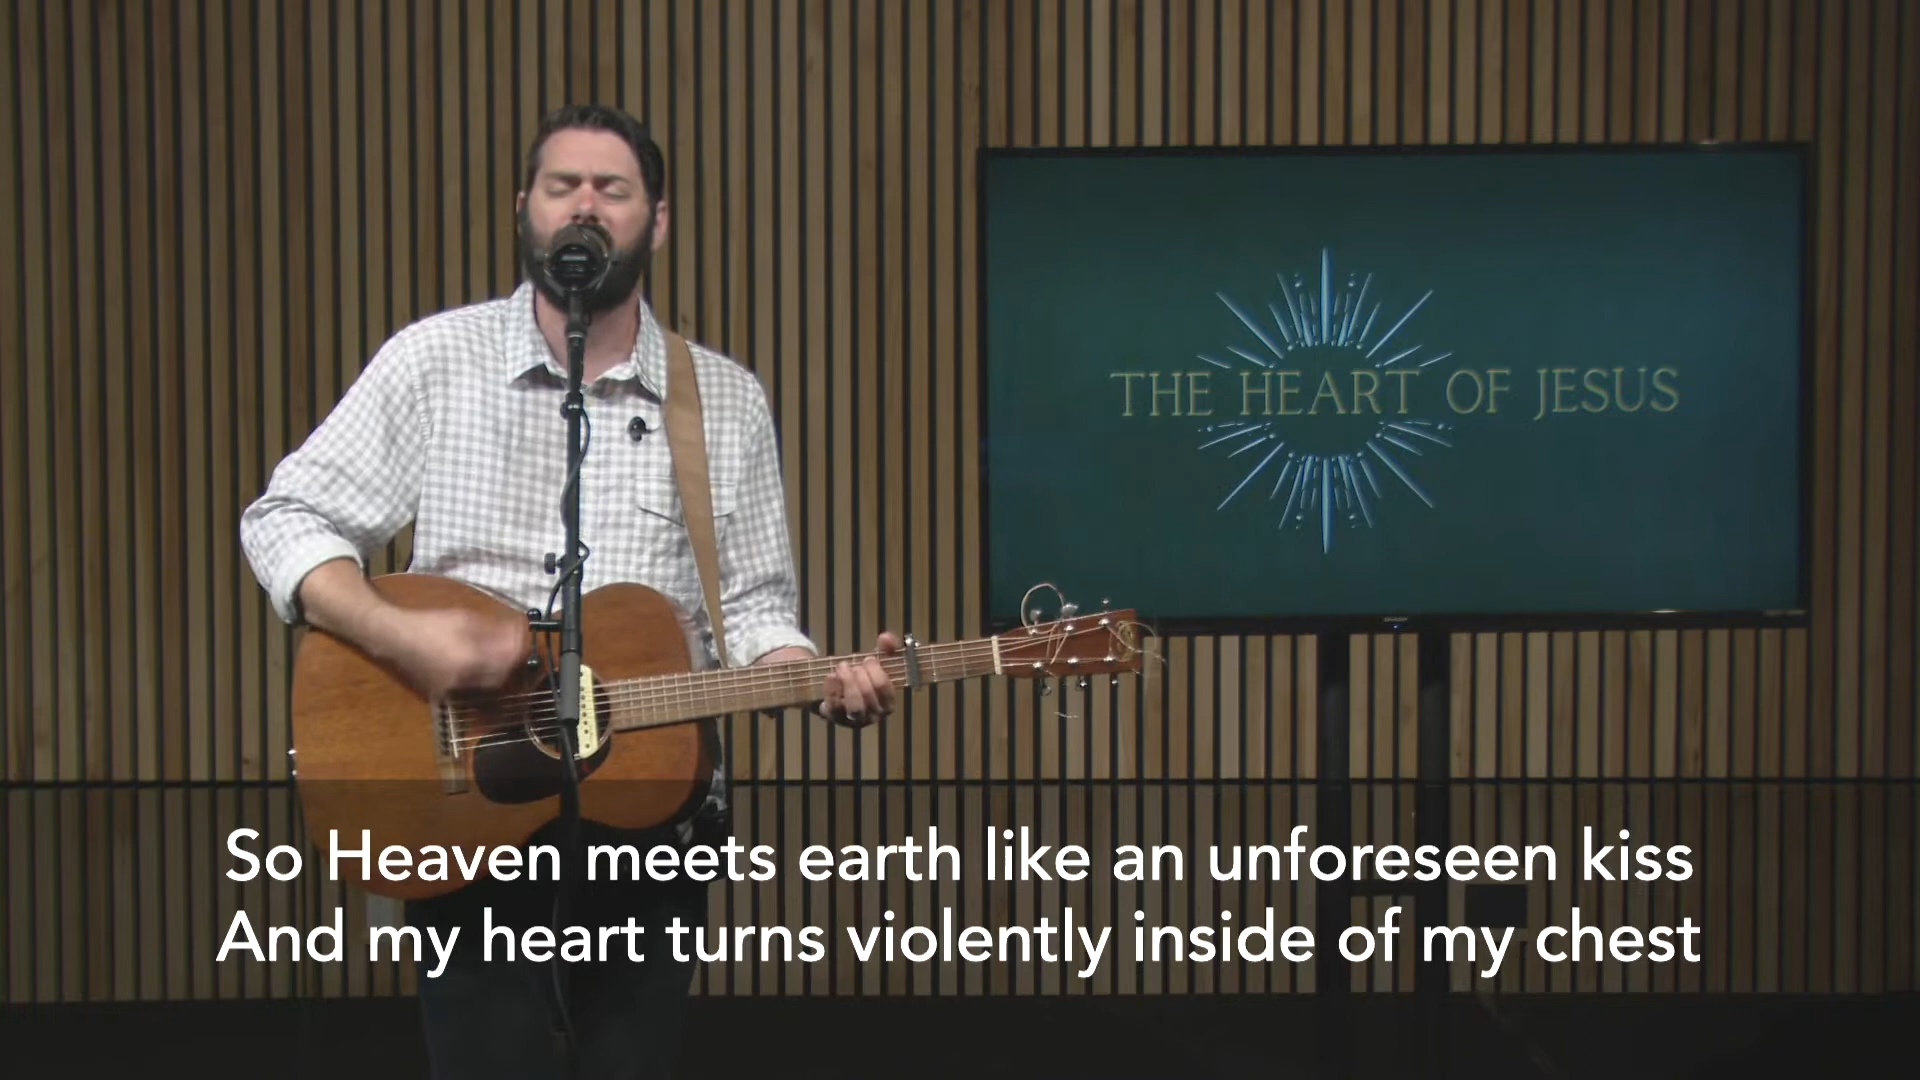 THE HEART OF JESUS
So Heaven meets earth like an unforeseen kiss
And my heart turns violently inside of my chest